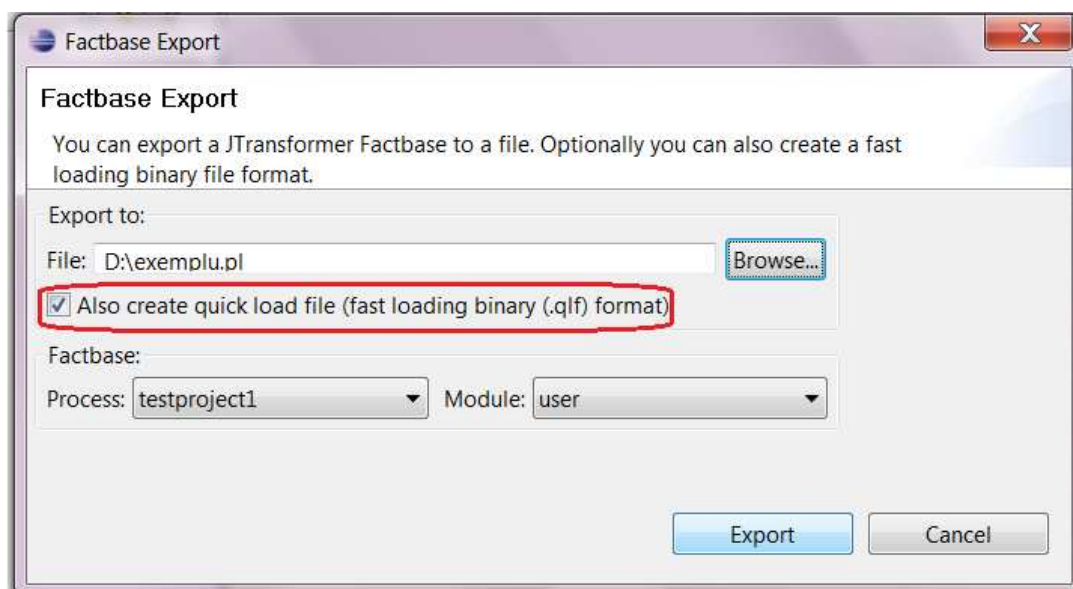 Factbase Export
X
Factbase Export
You can export a JTransformer Factbase to a file. Optionally you can also create a fast
loading binary file format.
Export to:
File: D:\exemplu.pl Browse...
Also create quick load file (fast loading binary (.qlf) format)
Factbase:
Process: testproject1 Module: user
Export Cancel